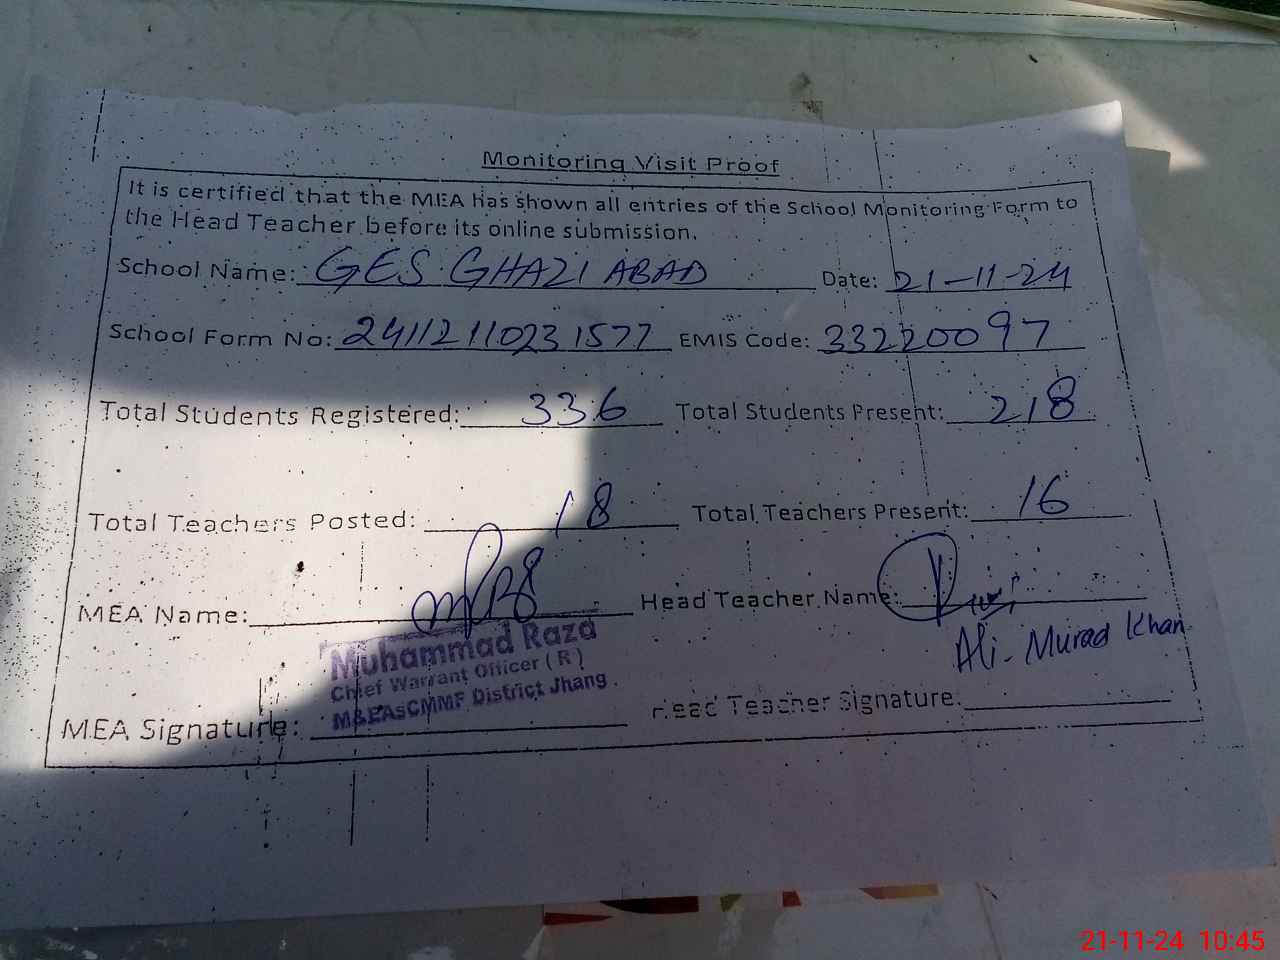 Monitoring Visit Proof
It is certified that the MEA has shown all entries of the School Monitoring Form to
the Head Teacher before its online submission.
School Name: GES GHAZI ABAD Date: 21-11-24
School Form No: 24112110231577 EMIS Code: 33220097
Total Students Registered: 336 Total Students Present: 218
Total Teachers Posted: 18 Total Teachers Present: 16
MEA Name: Head Teacher Name:
Ali Murad Khan
Muhammad Raza
Chief Warrant Officer (R)
M&EAsCMMF District Jhang.
MEA Signature: Head Teacher Signature:
21-11-24 10:45